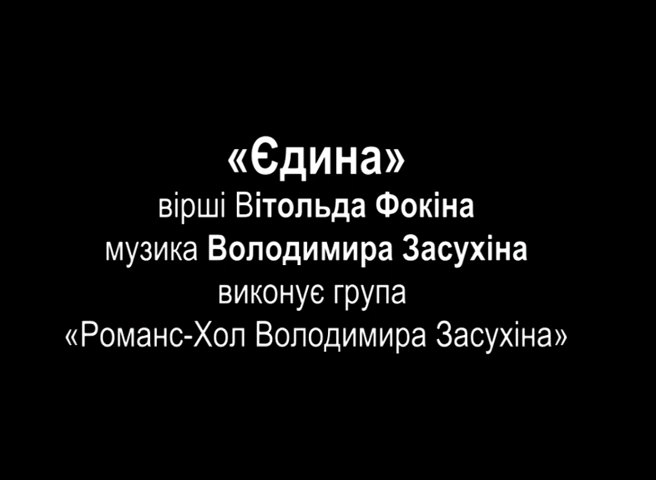 «Єдина»
вірші Вітольда Фокіна
музика Володимира Засухіна
виконує група
«Романс-Хол Володимира Засухіна»